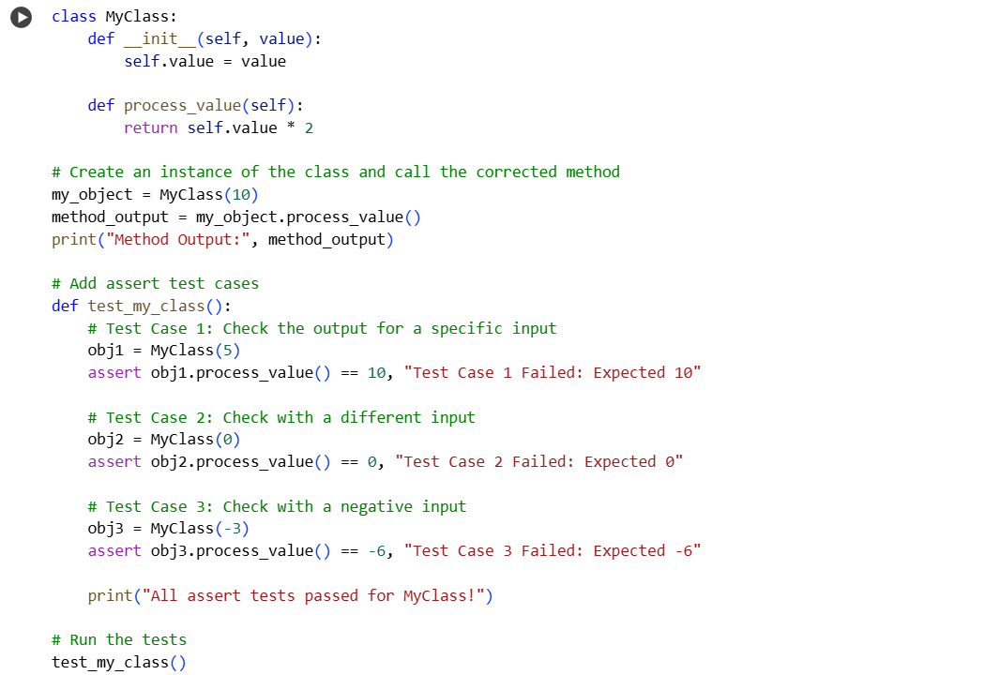 class MyClass:
    def __init__(self, value):
        self.value = value

    def process_value(self):
        return self.value * 2

# Create an instance of the class and call the corrected method
my_object = MyClass(10)
method_output = my_object.process_value()
print("Method Output:", method_output)

# Add assert test cases
def test_my_class():
    # Test Case 1: Check the output for a specific input
    obj1 = MyClass(5)
    assert obj1.process_value() == 10, "Test Case 1 Failed: Expected 10"

    # Test Case 2: Check with a different input
    obj2 = MyClass(0)
    assert obj2.process_value() == 0, "Test Case 2 Failed: Expected 0"

    # Test Case 3: Check with a negative input
    obj3 = MyClass(-3)
    assert obj3.process_value() == -6, "Test Case 3 Failed: Expected -6"

    print("All assert tests passed for MyClass!")

# Run the tests
test_my_class()